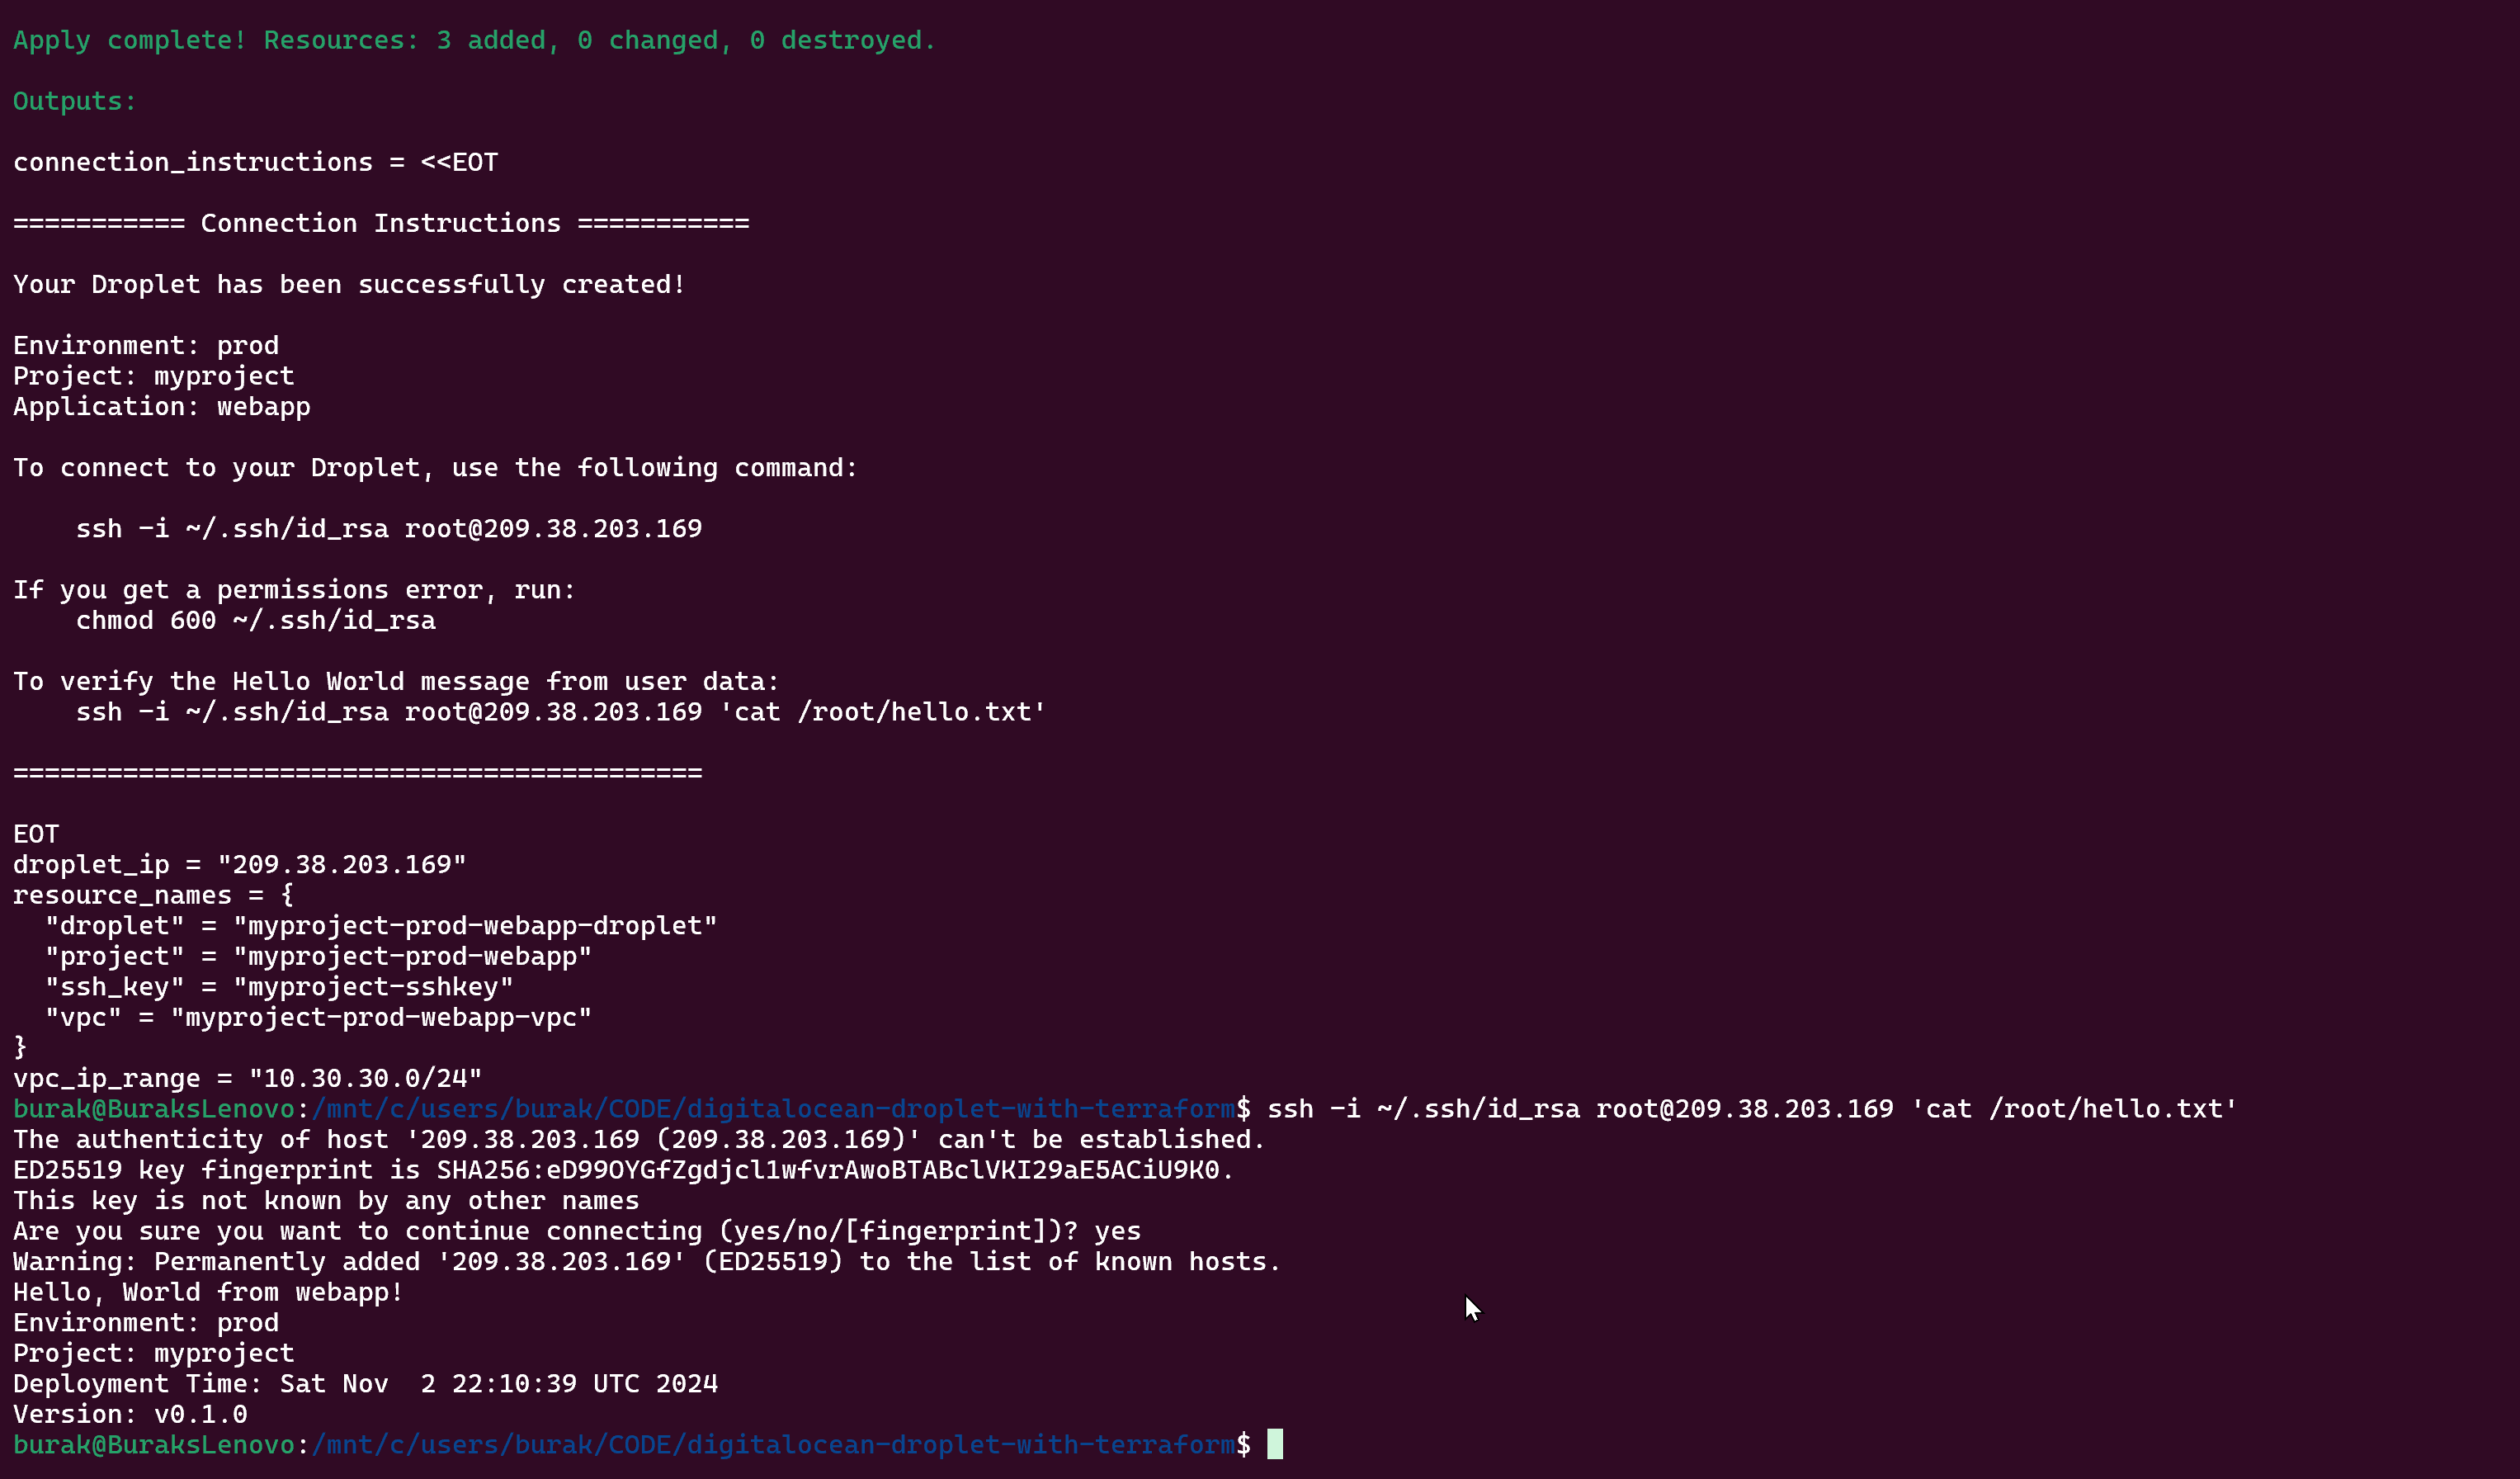 Apply complete! Resources: 3 added, 0 changed, 0 destroyed.
Outputs:
connection_instructions = <<EOT
=========== Connection Instructions ===========
Your Droplet has been successfully created!
Environment: prod
Project: myproject
Application: webapp
To connect to your Droplet, use the following command:
    ssh -i ~/.ssh/id_rsa root@209.38.203.169
If you get a permissions error, run:
    chmod 600 ~/.ssh/id_rsa
To verify the Hello World message from user data:
    ssh -i ~/.ssh/id_rsa root@209.38.203.169 'cat /root/hello.txt'
============================================
EOT
droplet_ip = "209.38.203.169"
resource_names = {
  "droplet" = "myproject-prod-webapp-droplet"
  "project" = "myproject-prod-webapp"
  "ssh_key" = "myproject-sshkey"
  "vpc" = "myproject-prod-webapp-vpc"
}
vpc_ip_range = "10.30.30.0/24"
burak@BuraksLenovo:/mnt/c/users/burak/CODE/digitalocean-droplet-with-terraform$ ssh -i ~/.ssh/id_rsa root@209.38.203.169 'cat /root/hello.txt'
The authenticity of host '209.38.203.169 (209.38.203.169)' can't be established.
ED25519 key fingerprint is SHA256:eD99OYGfZgdjcl1wfvrAwoBTABclVKI29aE5ACiU9K0.
This key is not known by any other names
Are you sure you want to continue connecting (yes/no/[fingerprint])? yes
Warning: Permanently added '209.38.203.169' (ED25519) to the list of known hosts.
Hello, World from webapp!
Environment: prod
Project: myproject
Deployment Time: Sat Nov  2 22:10:39 UTC 2024
Version: v0.1.0
burak@BuraksLenovo:/mnt/c/users/burak/CODE/digitalocean-droplet-with-terraform$